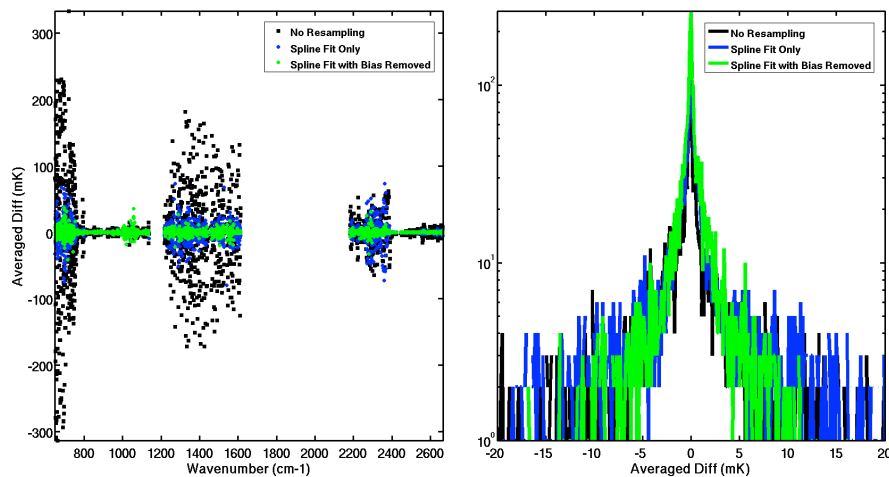 300
200
100
0
-100
-200
-300
Averaged Diff (mK)
No Resampling
Spline Fit Only
Spline Fit with Bias Removed
800 1000 1200 1400 1600 1800 2000 2200 2400 2600
Wavenumber (cm-1)
10^2
10^1
10^0
No Resampling
Spline Fit Only
Spline Fit with Bias Removed
-20 -15 -10 -5 0 5 10 15 20
Averaged Diff (mK)